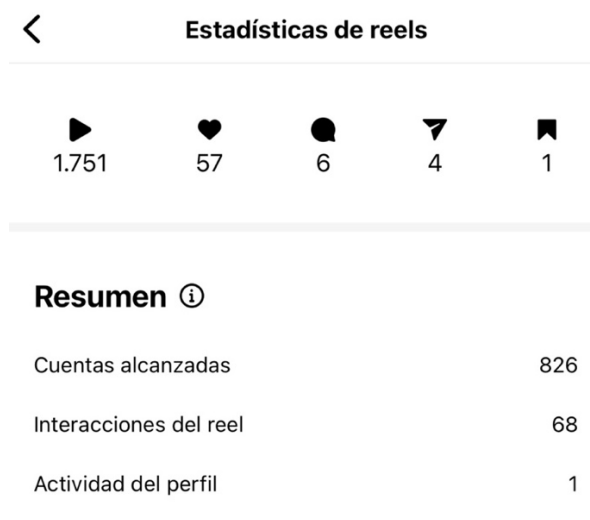 Estadísticas de reels
1.751 57 6 4 1
Resumen
Cuentas alcanzadas 826
Interacciones del reel 68
Actividad del perfil 1